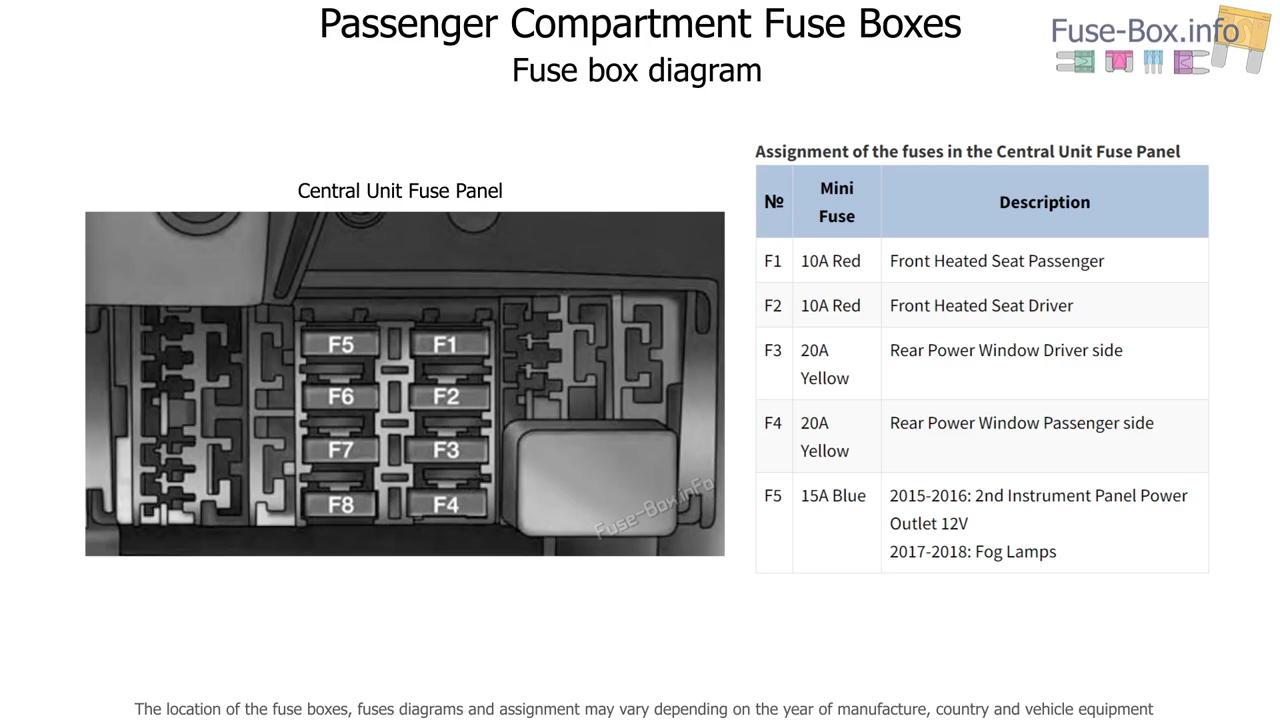 Passenger Compartment Fuse Boxes
Fuse box diagram
Fuse-Box.info
Central Unit Fuse Panel
F5 F1
F6 F2
F7 F3
F8 F4
Fuse-Box.inFo
Assignment of the fuses in the Central Unit Fuse Panel
№ Mini Fuse Description
F1 10A Red Front Heated Seat Passenger
F2 10A Red Front Heated Seat Driver
F3 20A Yellow Rear Power Window Driver side
F4 20A Yellow Rear Power Window Passenger side
F5 15A Blue 2015-2016: 2nd Instrument Panel Power
Outlet 12V
2017-2018: Fog Lamps
The location of the fuse boxes, fuses diagrams and assignment may vary depending on the year of manufacture, country and vehicle equipment